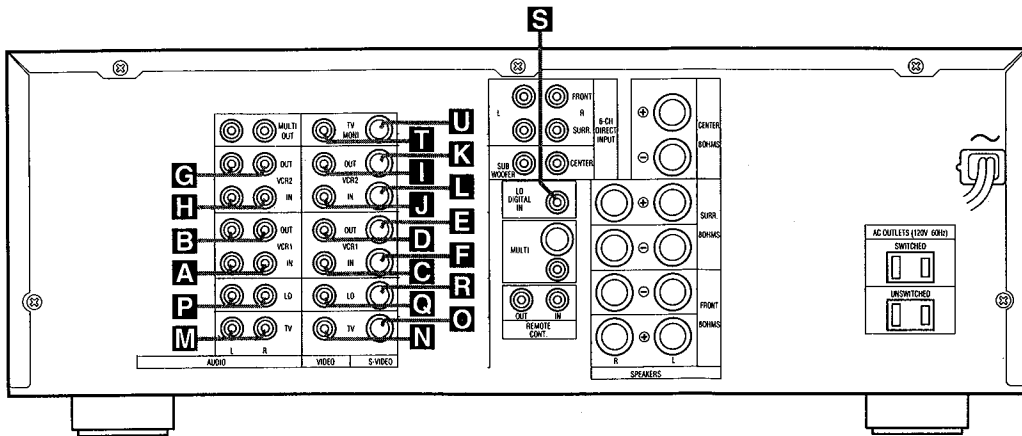 S
MULTI OUT
TV MONI
U
T
L
FRONT
R
SURR.
6-CH DIRECT INPUT
SUB WOOFER
CENTER
+
CENTER
−
8OHMS
G
OUT
VCR2
OUT
VCR2
K
I
H
IN
IN
L
J
LD DIGITAL IN
B
OUT
VCR1
OUT
VCR1
E
D
MULTI
+
SURR.
−
8OHMS
A
IN
IN
F
C
P
LD
LD
R
Q
OUT
IN
REMOTE CONT.
−
FRONT
+
8OHMS
M
TV
TV
O
N
L
R
AUDIO
VIDEO
S-VIDEO
R
L
SPEAKERS
~
AC OUTLETS (120V 60Hz)
SWITCHED
UNSWITCHED